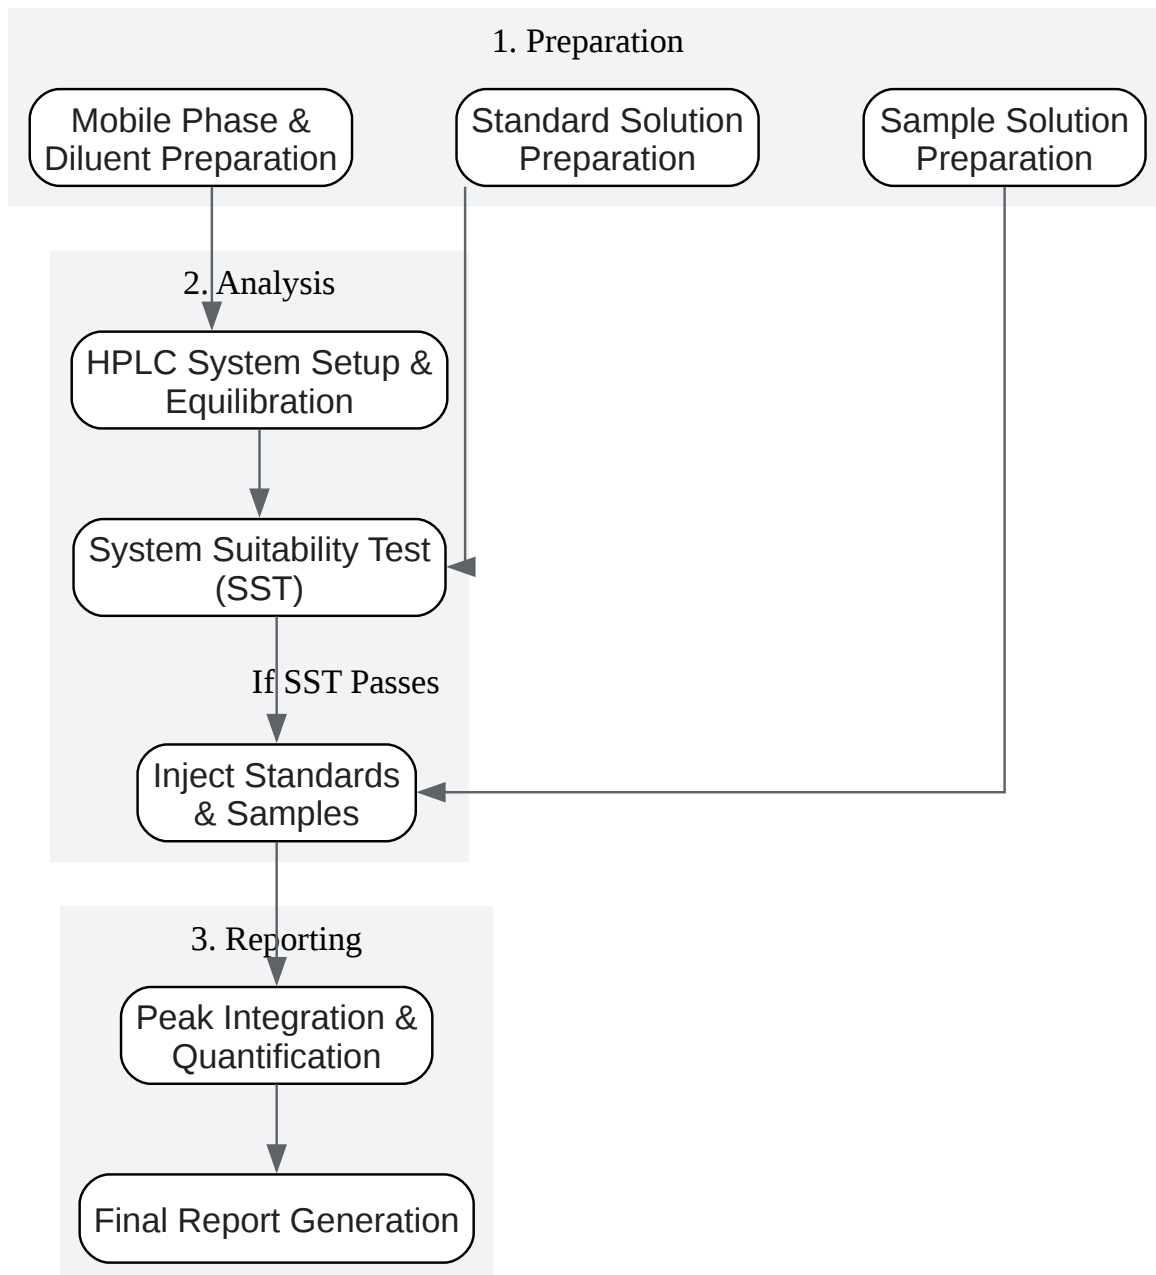 1. Preparation
Mobile Phase &
Diluent Preparation
Standard Solution
Preparation
Sample Solution
Preparation
2. Analysis
HPLC System Setup &
Equilibration
System Suitability Test
(SST)
If SST Passes
Inject Standards
& Samples
3. Reporting
Peak Integration &
Quantification
Final Report Generation